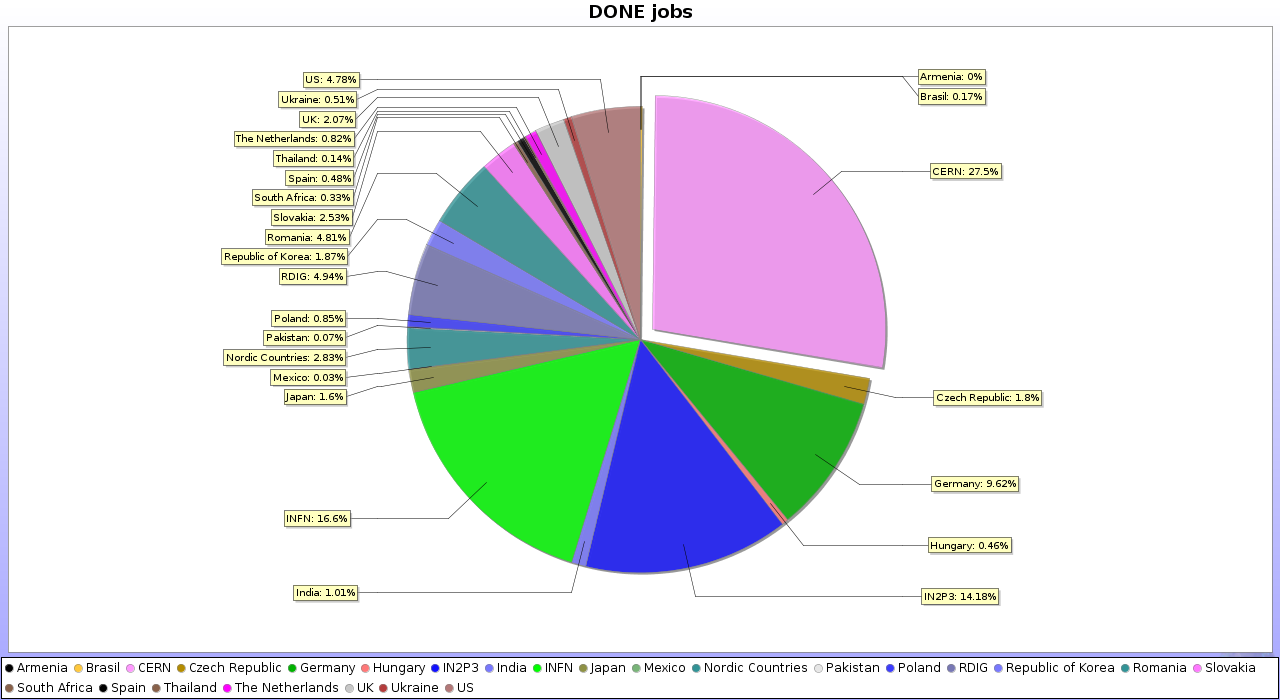 DONE jobs
US: 4.78%
Ukraine: 0.51%
UK: 2.07%
The Netherlands: 0.82%
Thailand: 0.14%
Spain: 0.48%
South Africa: 0.33%
Slovakia: 2.53%
Romania: 4.81%
Republic of Korea: 1.87%
RDIG: 4.94%
Poland: 0.85%
Pakistan: 0.07%
Nordic Countries: 2.83%
Mexico: 0.03%
Japan: 1.6%
INFN: 16.6%
India: 1.01%
Armenia: 0%
Brasil: 0.17%
CERN: 27.5%
Czech Republic: 1.8%
Germany: 9.62%
Hungary: 0.46%
IN2P3: 14.18%
Armenia Brasil CERN Czech Republic Germany Hungary IN2P3 India INFN Japan Mexico Nordic Countries Pakistan Poland RDIG Republic of Korea Romania Slovakia
South Africa Spain Thailand The Netherlands UK Ukraine US